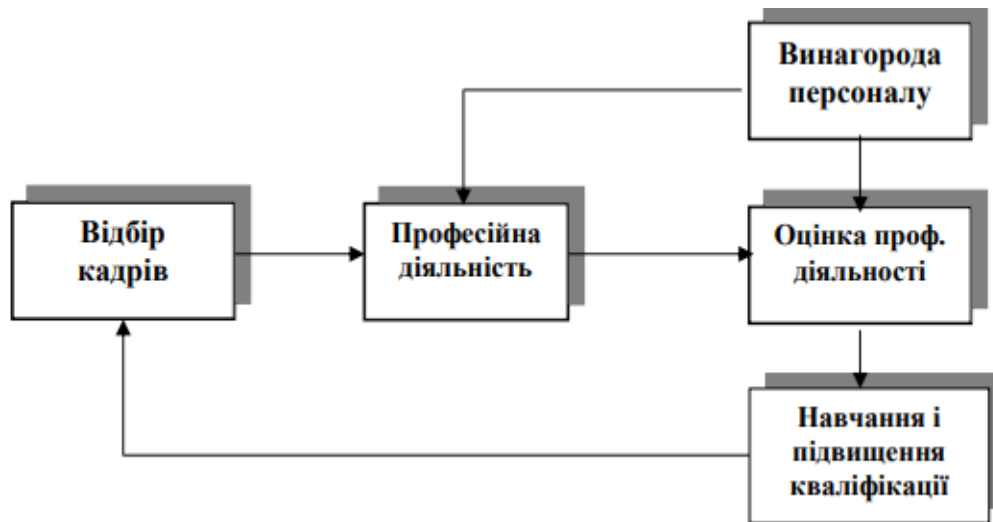 Винагорода
персоналу
Відбір
кадрів
Професійна
діяльність
Оцінка проф.
діяльності
Навчання і
підвищення
кваліфікації